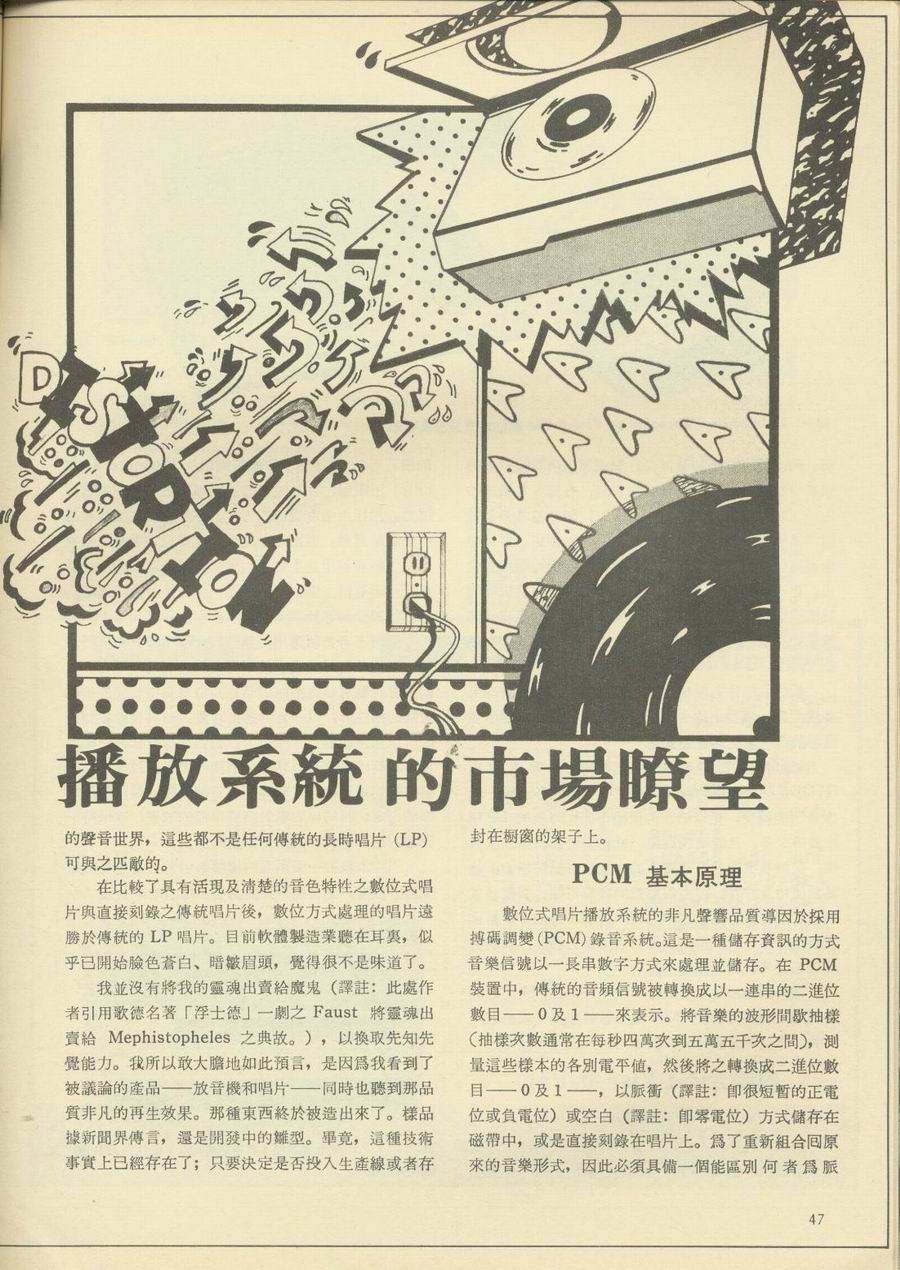 DISTORTION
播放系統的市場瞭望
的聲音世界，這些都不是任何傳統的長時唱片 (LP)
可與之匹敵的。
在比較了具有活現及清楚的音色特性之數位式唱
片與直接刻錄之傳統唱片後，數位方式處理的唱片遠
勝於傳統的 LP 唱片。目前軟體製造業聽在耳裏，似
乎已開始臉色蒼白、暗皺眉頭，覺得很不是味道了。
我並沒有將我的靈魂出賣給魔鬼（譯註：此處作
者引用歌德名著「浮士德」一劇之 Faust 將靈魂出
賣給 Mephistopheles 之典故。），以換取先知先
覺能力。我所以敢大膽地如此預言，是因爲我看到了
被議論的產品——放音機和唱片——同時也聽到那品
質非凡的再生效果。那種東西終於被造出來了。樣品
據新聞界傳言，還是開發中的雛型。畢竟，這種技術
事實上已經存在了；只要決定是否投入生產線或者存
封在櫥窗的架子上。
PCM 基本原理
數位式唱片播放系統的非凡聲響品質導因於採用
搏碼調變(PCM)錄音系統。這是一種儲存資訊的方式
音樂信號以一長串數字方式來處理並儲存。在 PCM
裝置中，傳統的音頻信號被轉換成以一連串的二進位
數目——０及１——來表示。將音樂的波形間歇抽樣
(抽樣次數通常在每秒四萬次到五萬五千次之間)，測
量這些樣本的各別電平値，然後將之轉換成二進位數
目——０及１——，以脈衝（譯註：卽很短暫的正電
位或負電位）或空白（譯註：卽零電位）方式儲存在
磁帶中，或是直接刻錄在唱片上。爲了重新組合回原
來的音樂形式，因此必須具備一個能區別何者爲脈
47